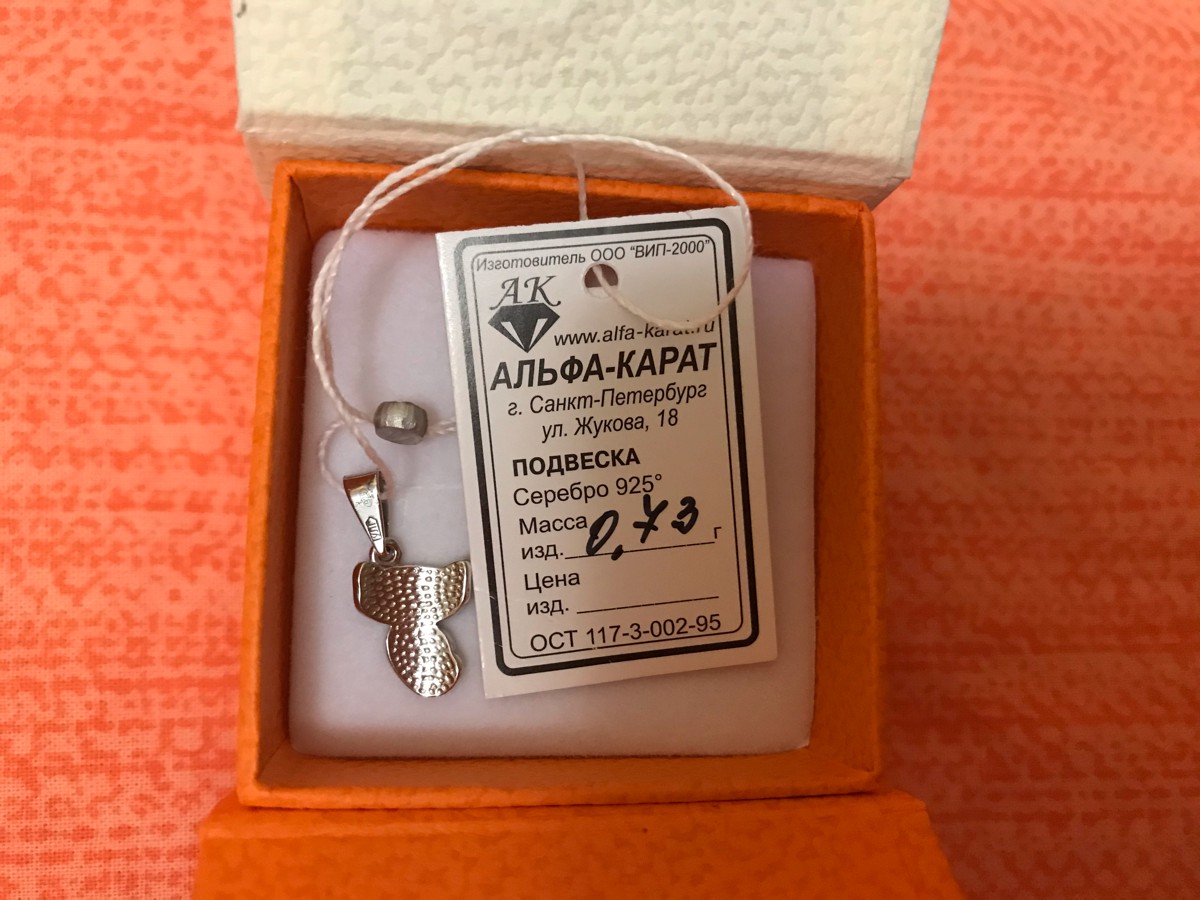 Изготовитель ООО "ВИП-2000"
АК
www.alfa-karat.ru
АЛЬФА-КАРАТ
г. Санкт-Петербург
ул. Жукова, 18
ПОДВЕСКА
Серебро 925°
Масса
изд. 0,73 г
Цена
изд.
ОСТ 117-3-002-95